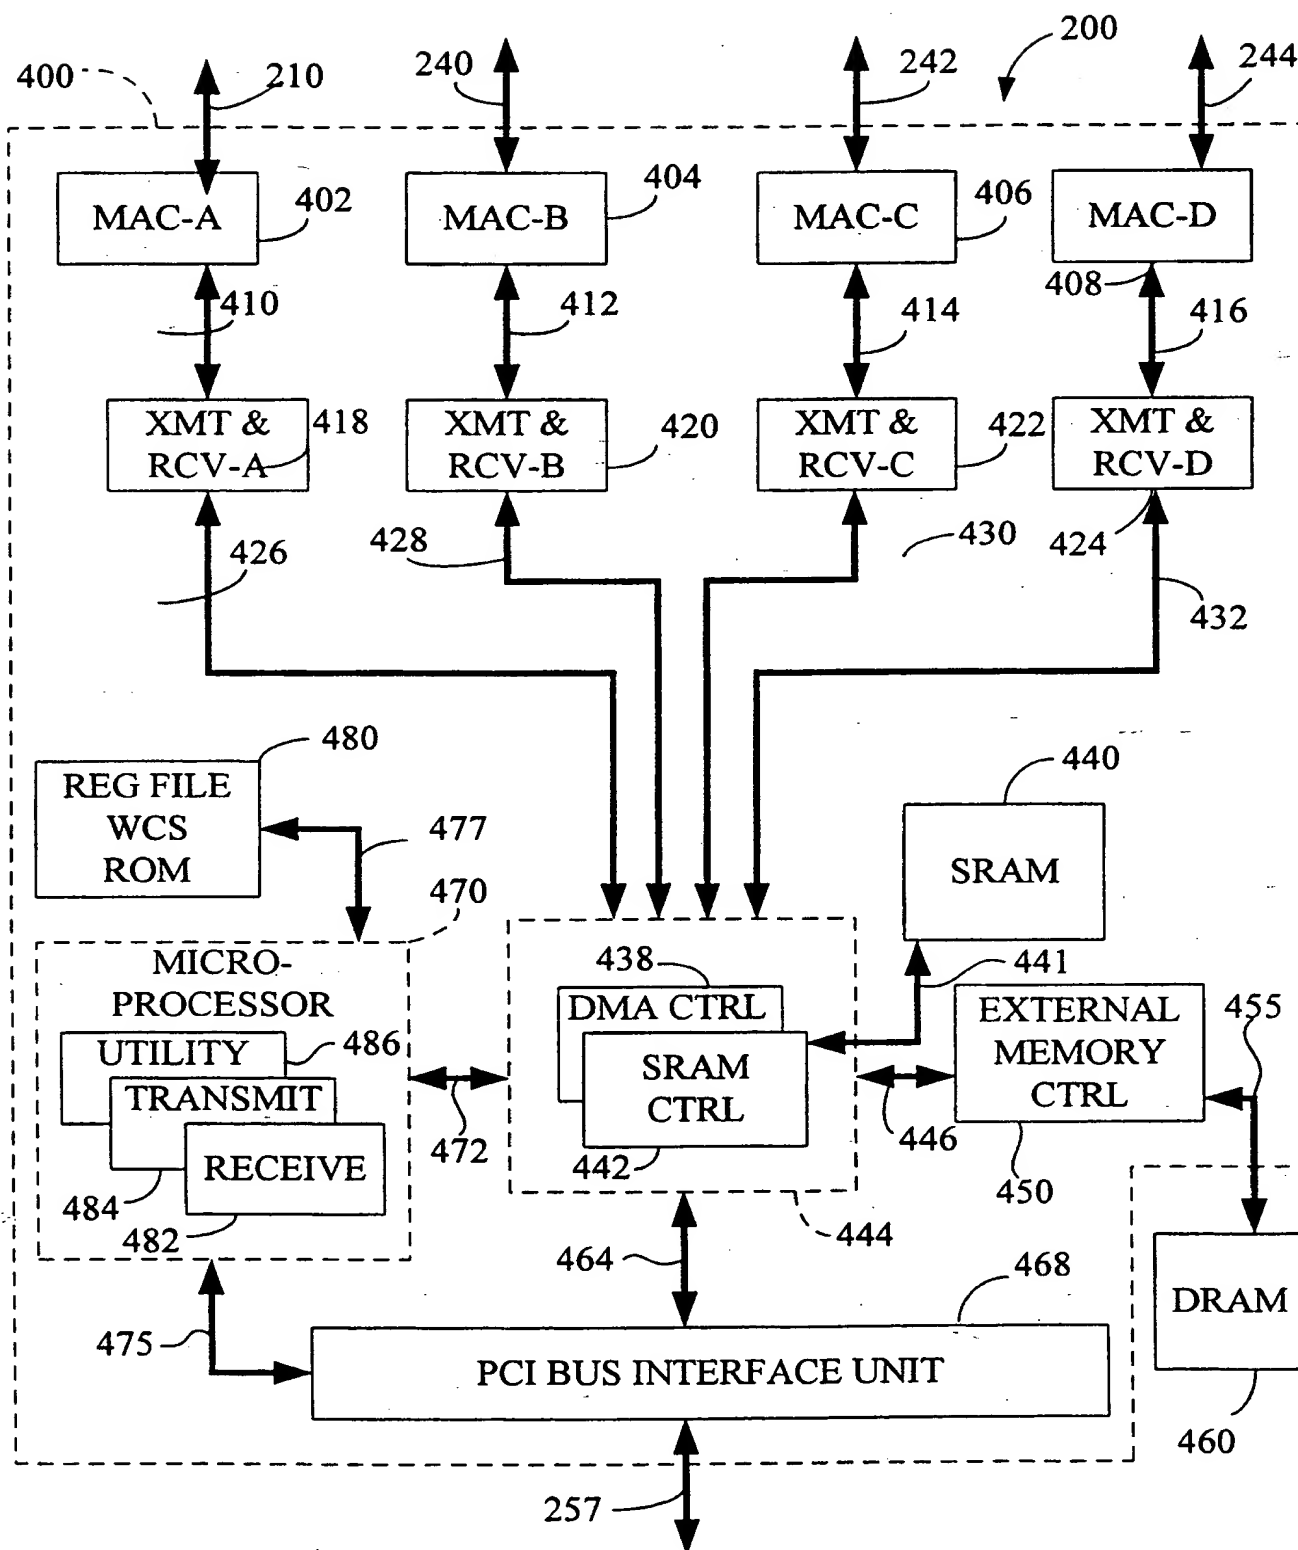 200
400
210
240
242
244
MAC-A
402
MAC-B
404
MAC-C
406
MAC-D
408
410
412
414
416
XMT &
RCV-A
418
XMT &
RCV-B
420
XMT &
RCV-C
422
XMT &
RCV-D
424
426
428
430
432
480
REG FILE
WCS
ROM
477
470
440
SRAM
441
MICRO-
PROCESSOR
UTILITY
486
TRANSMIT
484
RECEIVE
482
472
438
DMA CTRL
SRAM
CTRL
442
444
446
EXTERNAL
MEMORY
CTRL
450
455
DRAM
460
464
468
475
PCI BUS INTERFACE UNIT
257